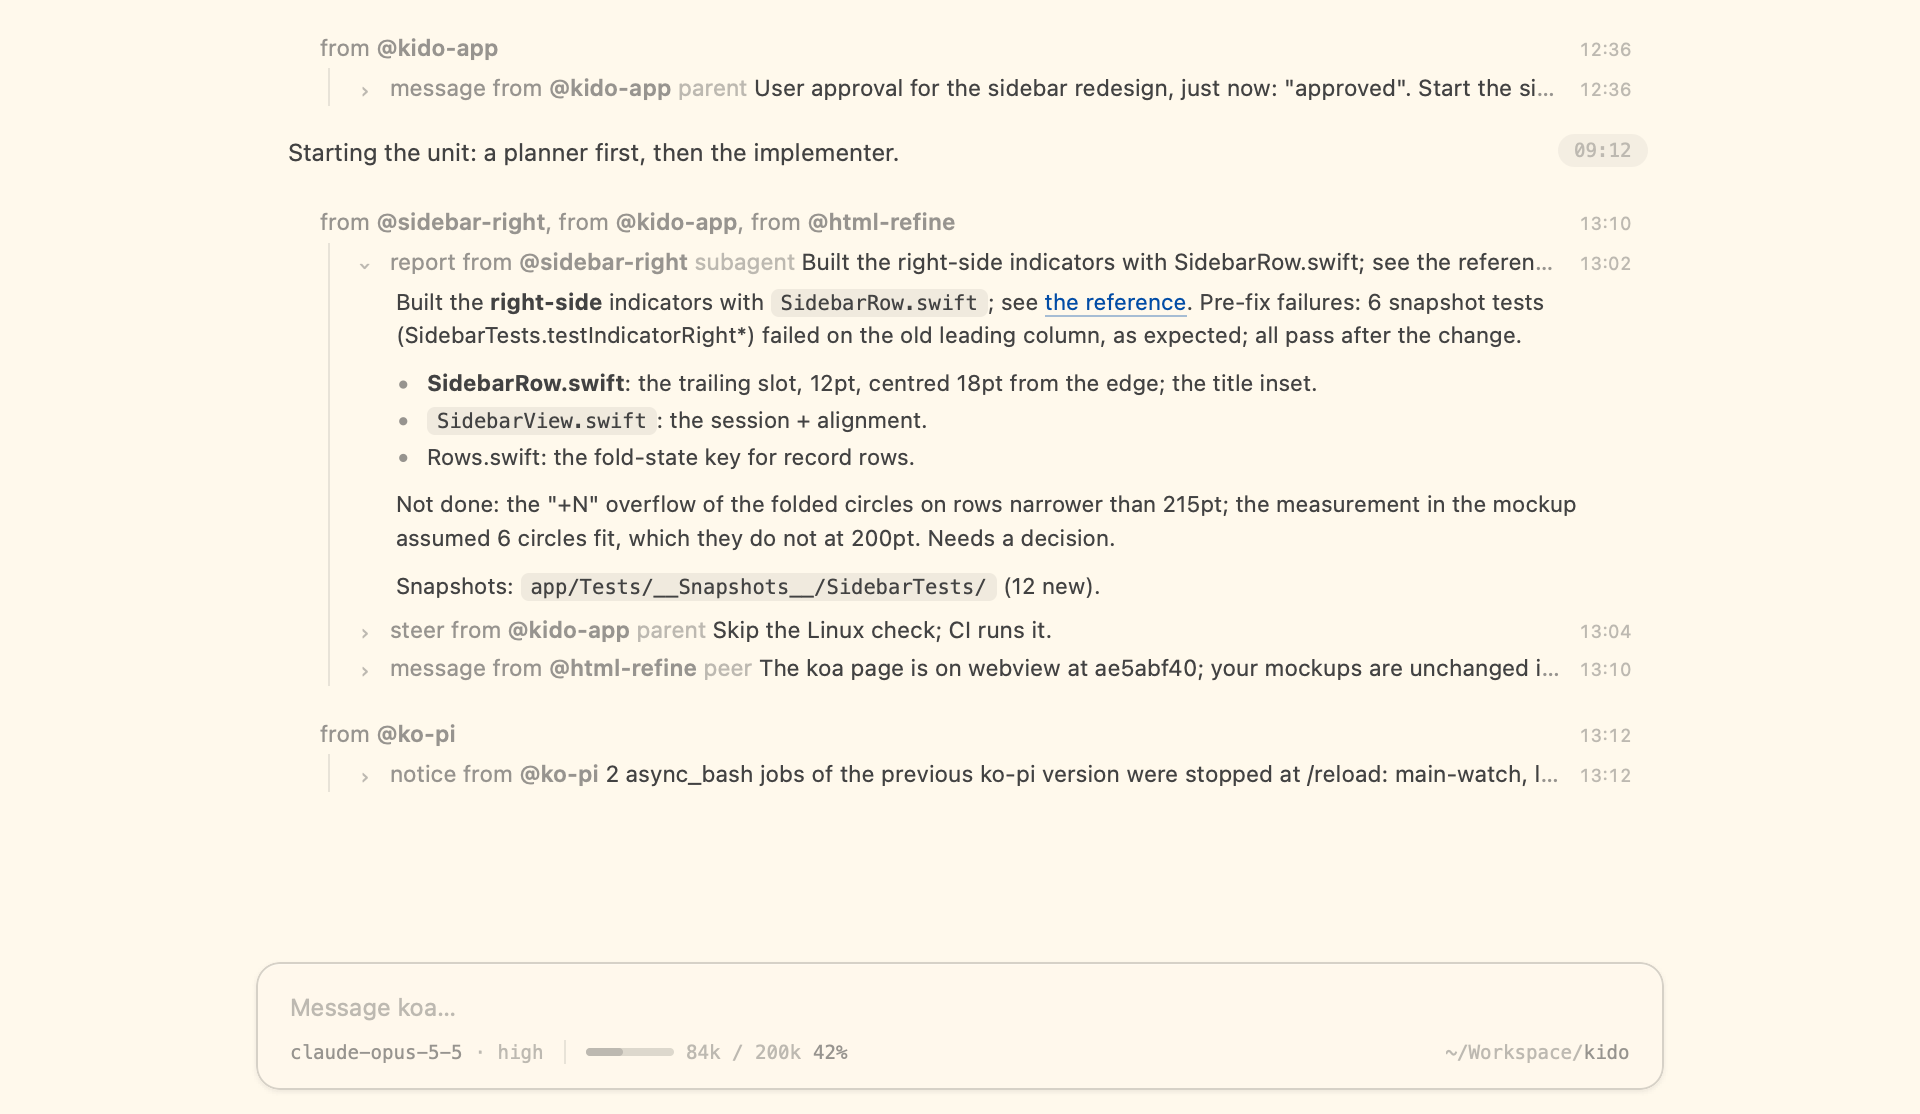 from @kido-app 12:36
› message from @kido-app parent User approval for the sidebar redesign, just now: "approved". Start the si… 12:36
Starting the unit: a planner first, then the implementer. 09:12
from @sidebar-right, from @kido-app, from @html-refine 13:10
⌄ report from @sidebar-right subagent Built the right-side indicators with SidebarRow.swift; see the referen… 13:02
Built the right-side indicators with SidebarRow.swift; see the reference. Pre-fix failures: 6 snapshot tests
(SidebarTests.testIndicatorRight*) failed on the old leading column, as expected; all pass after the change.
• SidebarRow.swift: the trailing slot, 12pt, centred 18pt from the edge; the title inset.
• SidebarView.swift: the session + alignment.
• Rows.swift: the fold-state key for record rows.
Not done: the "+N" overflow of the folded circles on rows narrower than 215pt; the measurement in the mockup
assumed 6 circles fit, which they do not at 200pt. Needs a decision.
Snapshots: app/Tests/__Snapshots__/SidebarTests/ (12 new).
› steer from @kido-app parent Skip the Linux check; CI runs it. 13:04
› message from @html-refine peer The koa page is on webview at ae5abf40; your mockups are unchanged i… 13:10
from @ko-pi 13:12
› notice from @ko-pi 2 async_bash jobs of the previous ko-pi version were stopped at /reload: main-watch, l… 13:12
Message koa…
claude-opus-5-5 · high 84k / 200k 42% ~/Workspace/kido